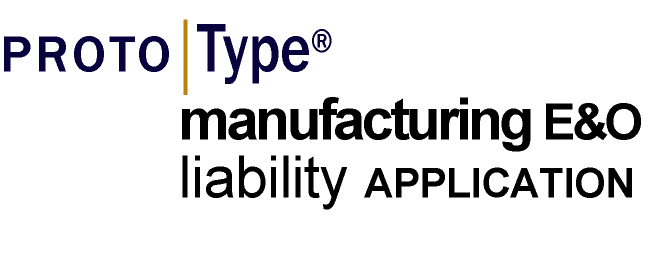 PROTO|Type®
manufacturing E&O
liability APPLICATION